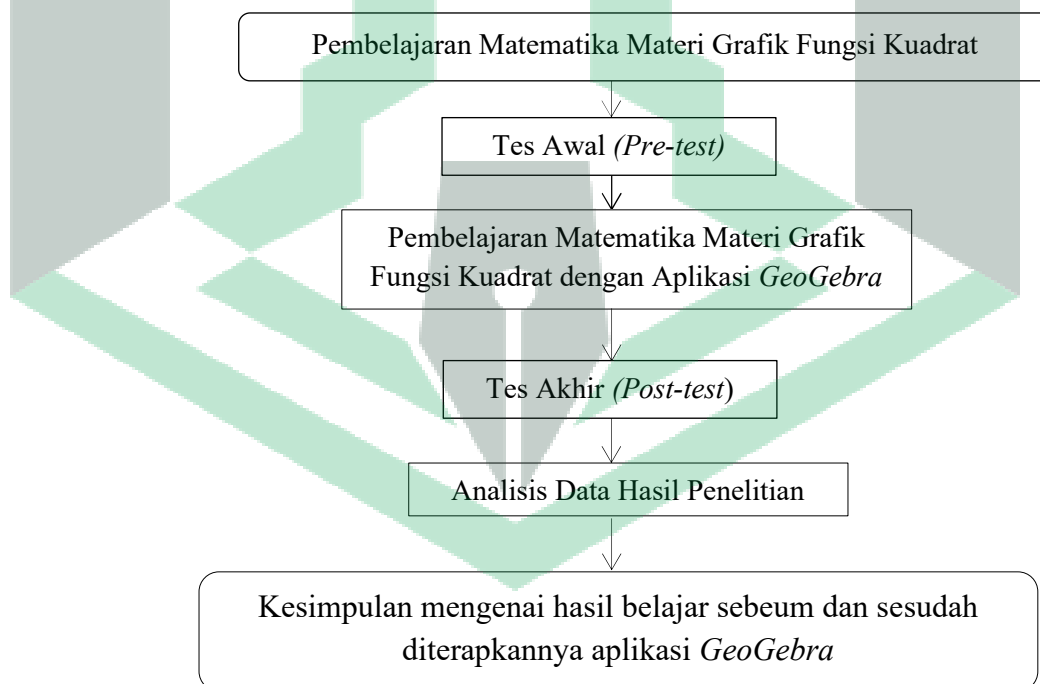 Pembelajaran Matematika Materi Grafik Fungsi Kuadrat
Tes Awal (Pre-test)
Pembelajaran Matematika Materi Grafik
Fungsi Kuadrat dengan Aplikasi GeoGebra
Tes Akhir (Post-test)
Analisis Data Hasil Penelitian
Kesimpulan mengenai hasil belajar sebeum dan sesudah
diterapkannya aplikasi GeoGebra